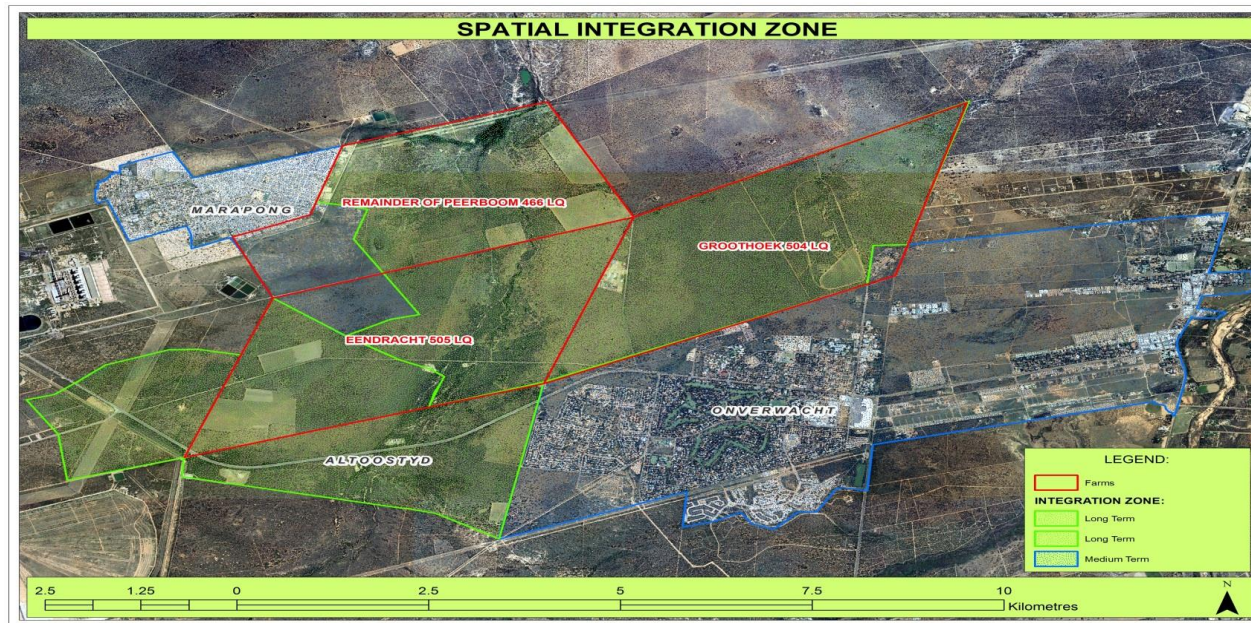 SPATIAL INTEGRATION ZONE
MARAPONG
REMAINDER OF PEERBOOM 466 LQ
GROOTHOEK 504 LQ
EENDRACHT 505 LQ
ONVERWACHT
ALTOOSTYD
LEGEND:
Farms
INTEGRATION ZONE:
Long Term
Long Term
Medium Term
2.5 1.25 0 2.5 5 7.5 10
Kilometres
N